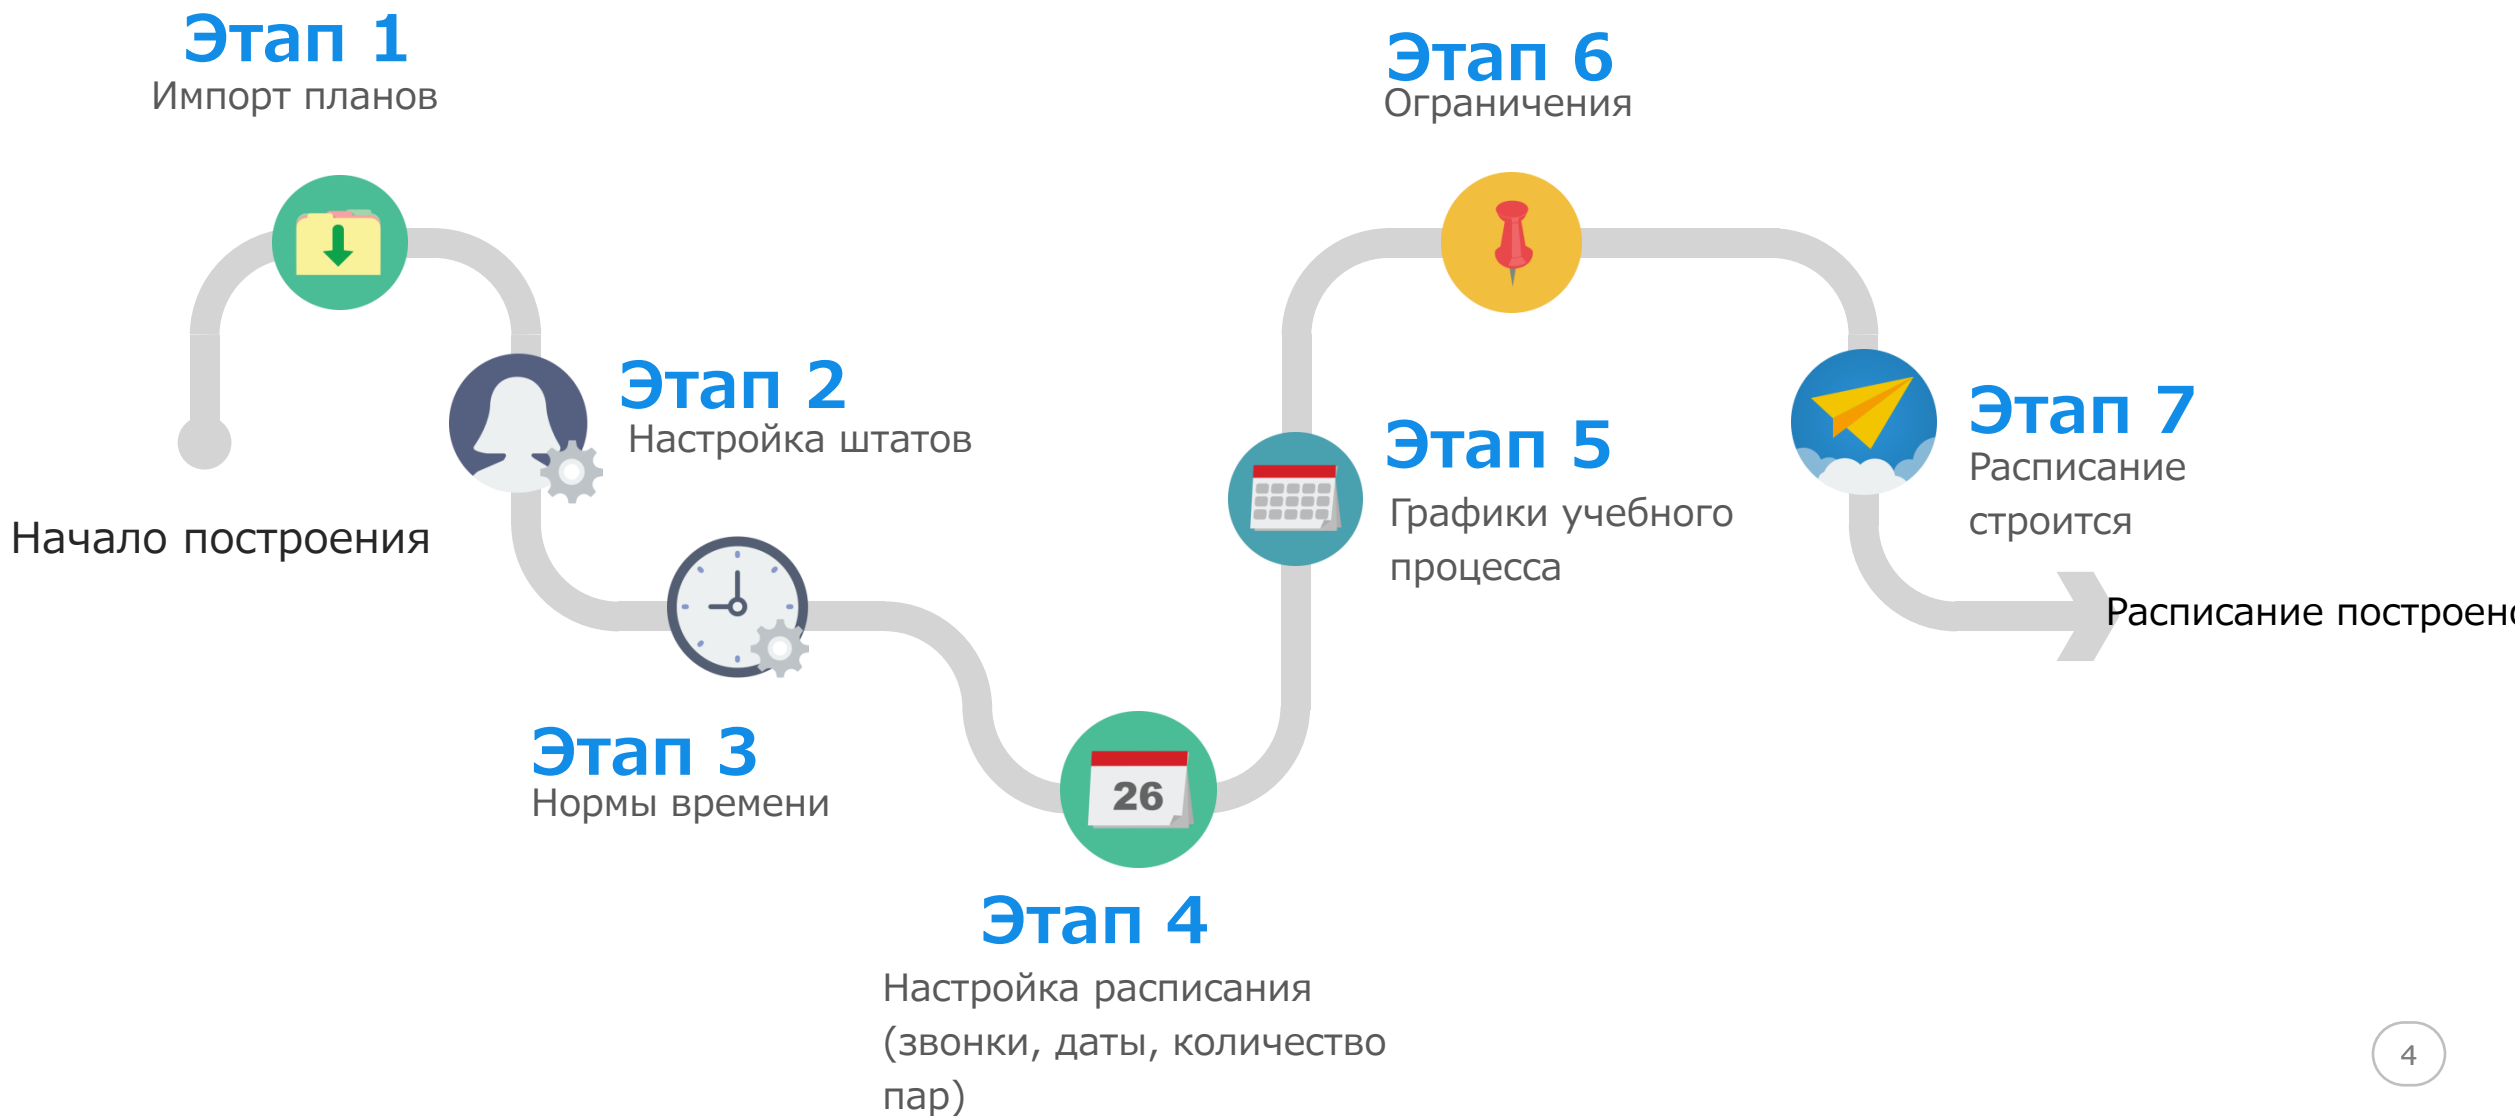 Этап 1
Импорт планов
Начало построения
Этап 2
Настройка штатов
Этап 3
Нормы времени
26
Этап 4
Настройка расписания
(звонки, даты, количество
пар)
Этап 5
Графики учебного
процесса
Этап 6
Ограничения
Этап 7
Расписание
строится
Расписание построено
4